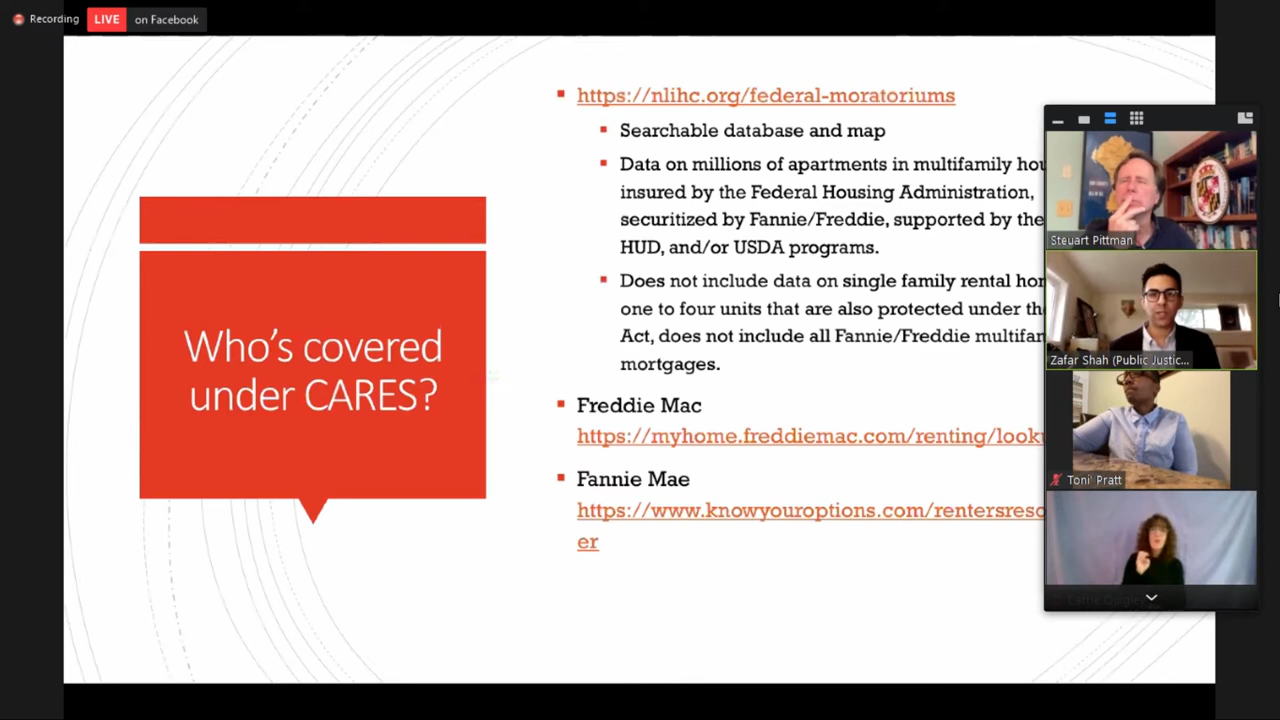 Recording
LIVE on Facebook
https://nlihc.org/federal-moratoriums
Searchable database and map
Data on millions of apartments in multifamily
insured by the Federal Housing Administration,
securitized by Fannie/Freddie, supported by the
HUD, and/or USDA programs.
Does not include data on single family rental
one to four units that are also protected under
Act, does not include all Fannie/Freddie
mortgages.
Freddie Mac
https://myhome.freddiemac.com/renting/look
Fannie Mae
https://www.knowyouroptions.com/rentersreso
er
Who's covered
under CARES?
Steuart Pittman
Zafar Shah (Public Justic...
Toni' Pratt